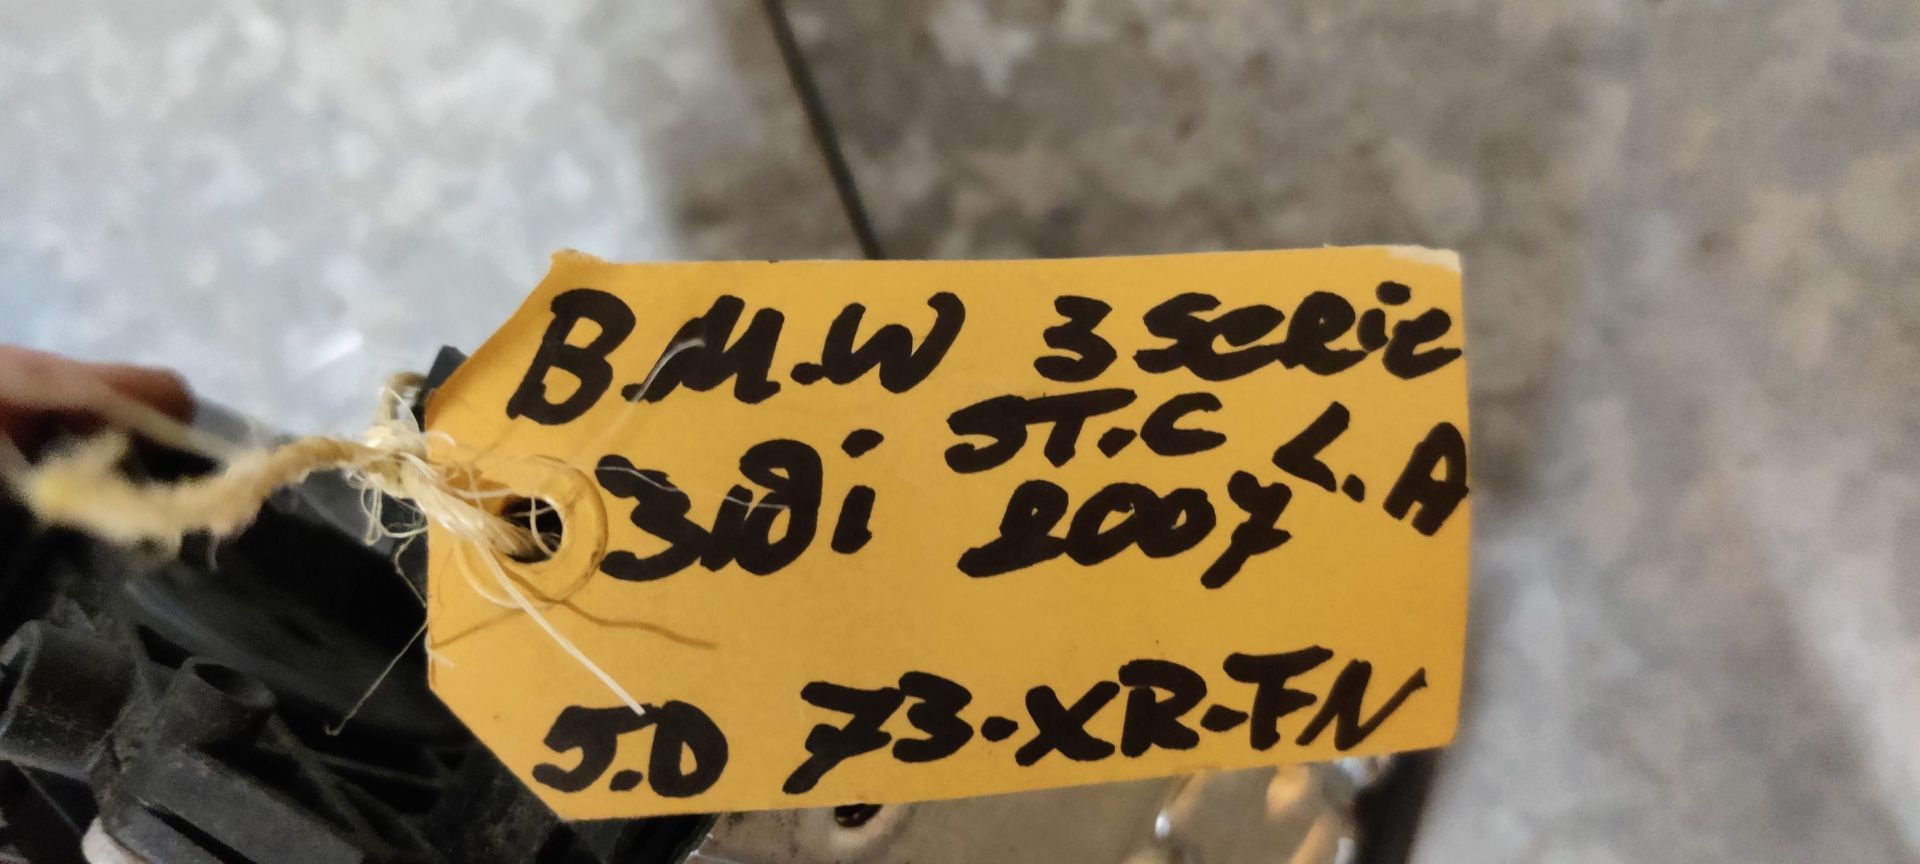 B.M.W 3 SERiE
ST.C L.A
318i 2007
5.D 73-XR-FN